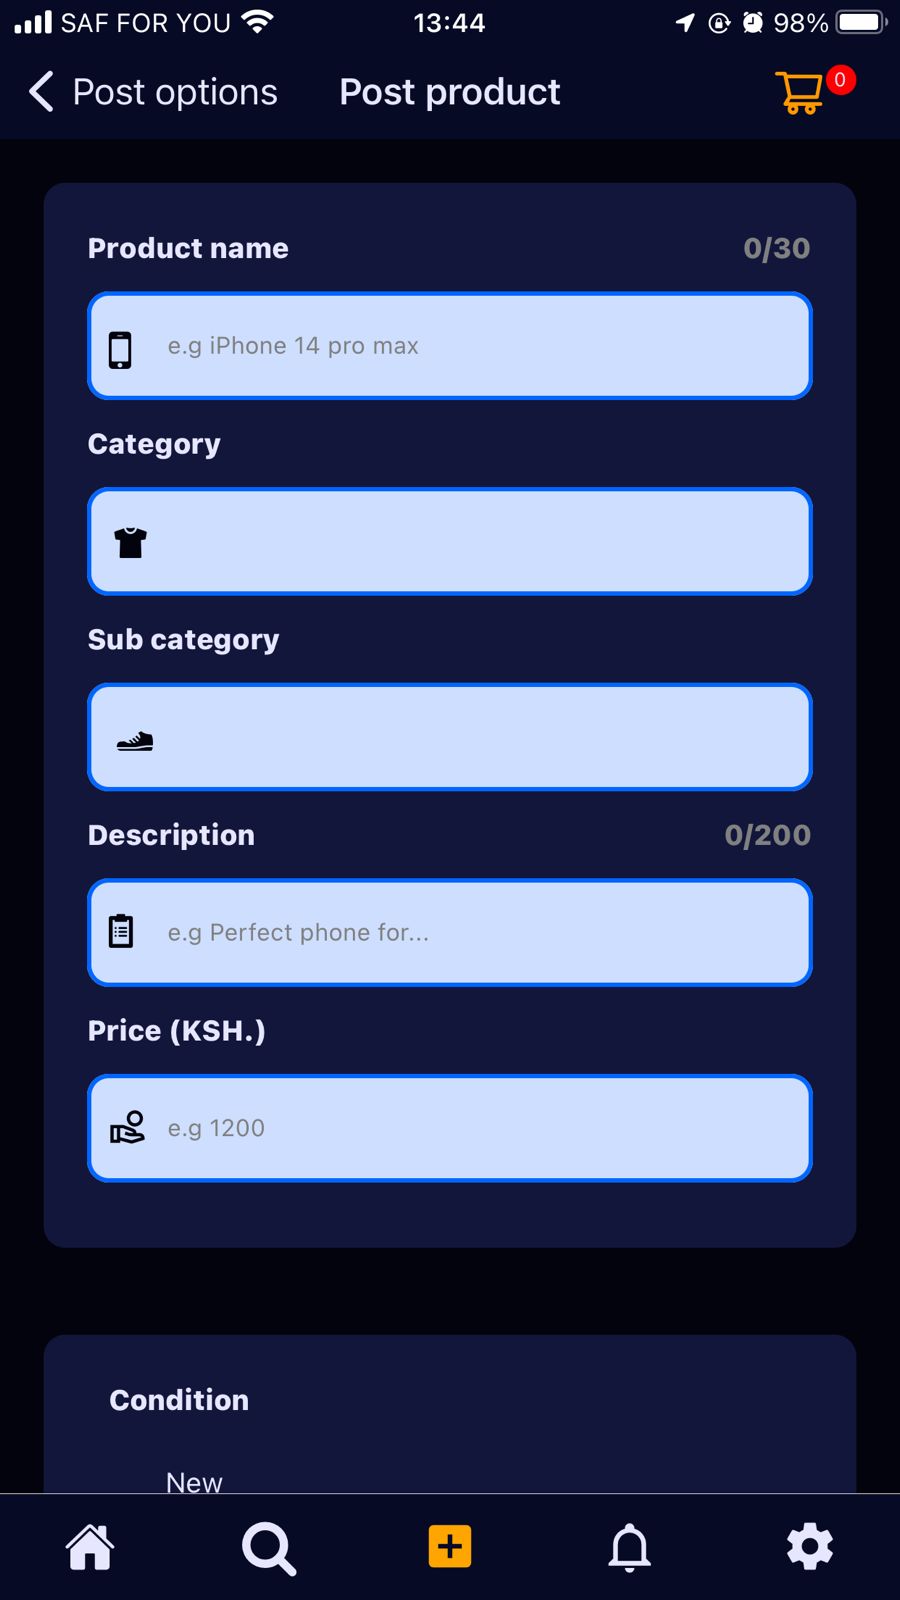 SAF FOR YOU 13:44 98%
Post options Post product 0
Product name 0/30
e.g iPhone 14 pro max
Category
Sub category
Description 0/200
e.g Perfect phone for...
Price (KSH.)
e.g 1200
Condition
New